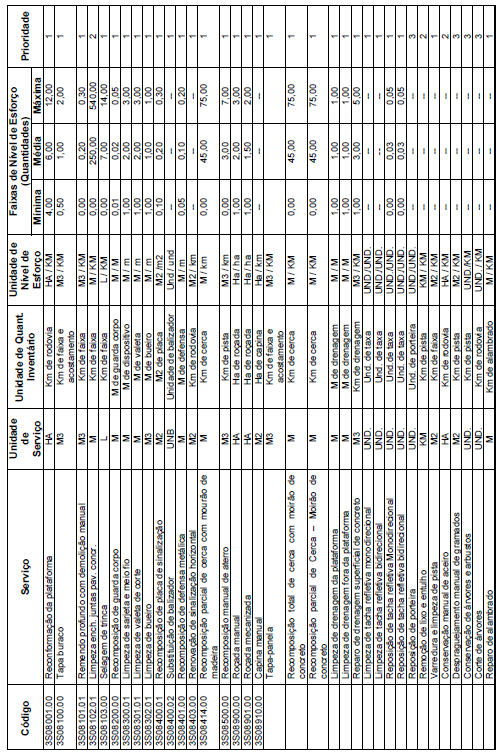 Código Serviço Unidade de Serviço Unidade de Quant. Inventário Unidade de Nível de Esforço Faixas de Nível de Esforço (Quantidades) Prioridade
Mínima Média Máxima
3S08001.00 Reconformação da plataforma HA Km de rodovia HA / KM 4,00 6,00 12,00 1
3S08100.00 Tapa buraco M3 Km de faixa e acostamento M3 / KM 0,50 1,00 2,00 1
3S08101.01 Remendo profundo com demolição manual M3 Km de faixa M3 / KM 0,00 0,20 0,30 1
3S08102.01 Limpeza ench. juntas pav. concr. M Km de faixa M / KM 0,00 250,00 540,00 2
3S08103.00 Selagem de trinca L Km de faixa L / KM 0,00 7,00 14,00 1
3S08200.00 Recomposição de guarda corpo M M de guarda corpo M / M 0,01 0,02 0,05 1
3S08300.01 Limpeza de sarjeta e meio fio M M de dispositivo M / m 1,00 2,00 3,00 1
3S08301.01 Limpeza de valeta de corte M M de valeta M / m 1,00 2,00 3,00 1
3S08302.01 Limpeza de bueiro M3 M de bueiro M3 / m 1,00 1,00 1,00 1
3S08400.01 Recomposição de placa de sinalização M2 M2 de placa M2 /m2 0,10 0,20 0,30 1
3S08400.02 Substituição de balizador UNB Unidade de balizador Und / und -- -- -- 1
3S08401.00 Recomposição de defensa metálica M M de defensa M / m 0,05 0,10 0,20 1
3S08403.00 Renovação de sinalização horizontal M2 Km de rodovia M2 / km -- -- -- 1
3S08414.00 Recomposição parcial de cerca com mourão de madeira M Km de cerca M / km 0,00 45,00 75,00 1
3S08500.00 Recomposição manual de aterro M3 Km de pista M3 / km 0,00 3,00 7,00 1
3S08900.00 Roçada manual HA Ha de roçada Ha / ha 1,00 2,00 3,00 1
3S08901.00 Roçada mecanizada HA Ha de roçada Ha / ha 1,00 1,50 2,00 1
3S08910.00 Capina manual M2 Ha de capina Ha / km -- -- -- 1
Tapa-panela M3 Km de faixa e acostamento M3 / KM -- -- -- 1
Recomposição total de cerca com moirão de concreto M Km de cerca M / KM 0,00 45,00 75,00 1
Recomposição parcial de Cerca – Moirão de concreto M Km de cerca M / KM 0,00 45,00 75,00 1
Limpeza de drenagem da plataforma M M de drenagem M / M 1,00 1,00 1,00 1
Limpeza de drenagem fora da plataforma M M de drenagem M / M 1,00 1,00 1,00 1
Reparo de drenagem superficial de concreto M3 Km de drenagem M3 / KM 1,00 3,00 5,00 1
Limpeza de tacha refletiva monodirecional UND. Und. de taxa UND /UND. -- -- -- 1
Limpeza de tacha refletiva bidirecional UND. Und. de taxa UND /UND. -- -- -- 1
Reposição de tacha refletiva Monodirecional UND. Und. de taxa UND /UND. 0,00 0,03 0,05 1
Reposição de tacha refletiva bidirecional UND. Und. de taxa UND /UND. 0,00 0,03 0,05 1
Reposição de porteira UND. Und. de porteira UND /UND. -- -- -- 3
Remoção de lixo e entulho KM Km de pista KM / KM -- -- -- 2
Varredura e limpeza de pista M2 Km de faixa M2 / KM -- -- -- 1
Conservação manual de aceiro HA Km de rodovia HA / KM -- -- -- 2
Despraguejamento manual de gramados M2 Km de pista M2 / KM -- -- -- 3
Conservação de árvores e arbustos UND. Km de pista UND./KM -- -- -- 3
Corte de árvores UND. Km de rodovia UND. / KM -- -- -- 3
Reparo de alambrado M Km de alambrado M / KM -- -- -- 1